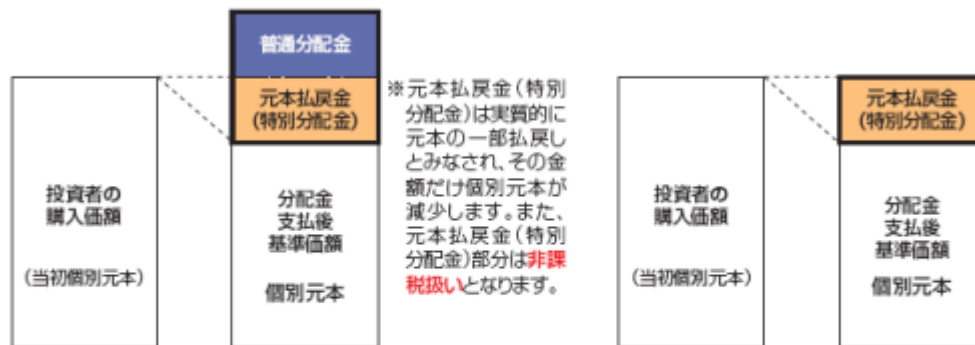 普通分配金
元本払戻金
(特別分配金)
投資者の
購入価額
(当初個別元本)
分配金
支払後
基準価額
個別元本
※元本払戻金(特別
分配金)は実質的に
元本の一部払戻し
とみなされ、その金
額だけ個別元本が
減少します。また、
元本払戻金(特別
分配金)部分は非課
税扱いとなります。
投資者の
購入価額
(当初個別元本)
元本払戻金
(特別分配金)
分配金
支払後
基準価額
個別元本